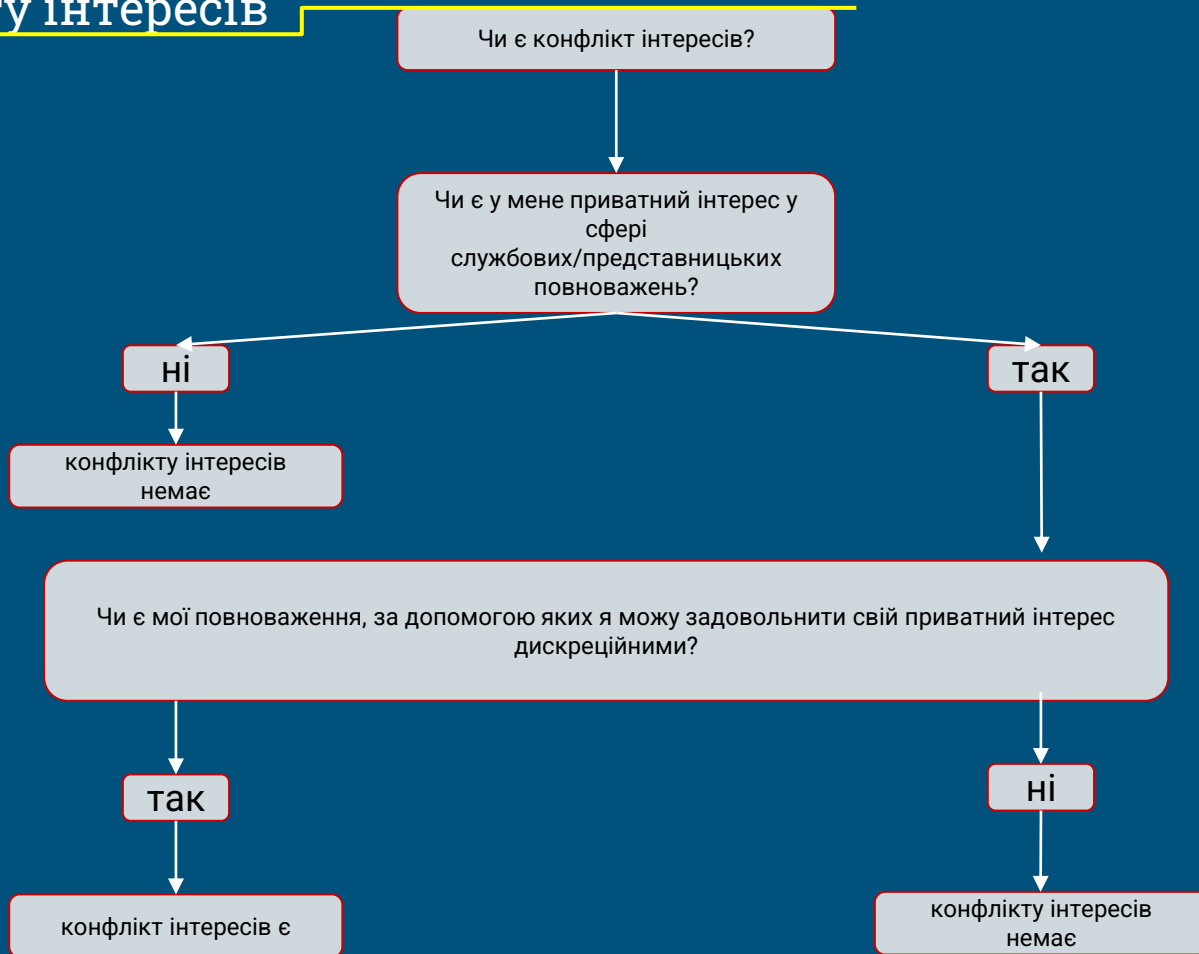 ту інтересів
Чи є конфлікт інтересів?
Чи є у мене приватний інтерес у
сфері
службових/представницьких
повноважень?
ні
так
конфлікту інтересів
немає
Чи є мої повноваження, за допомогою яких я можу задовольнити свій приватний інтерес
дискреційними?
так
ні
конфлікт інтересів є
конфлікту інтересів
немає